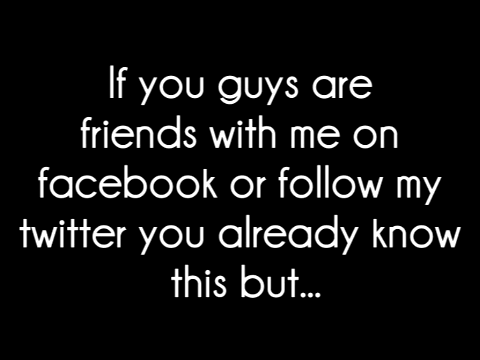 If you guys are
friends with me on
facebook or follow my
twitter you already know
this but...